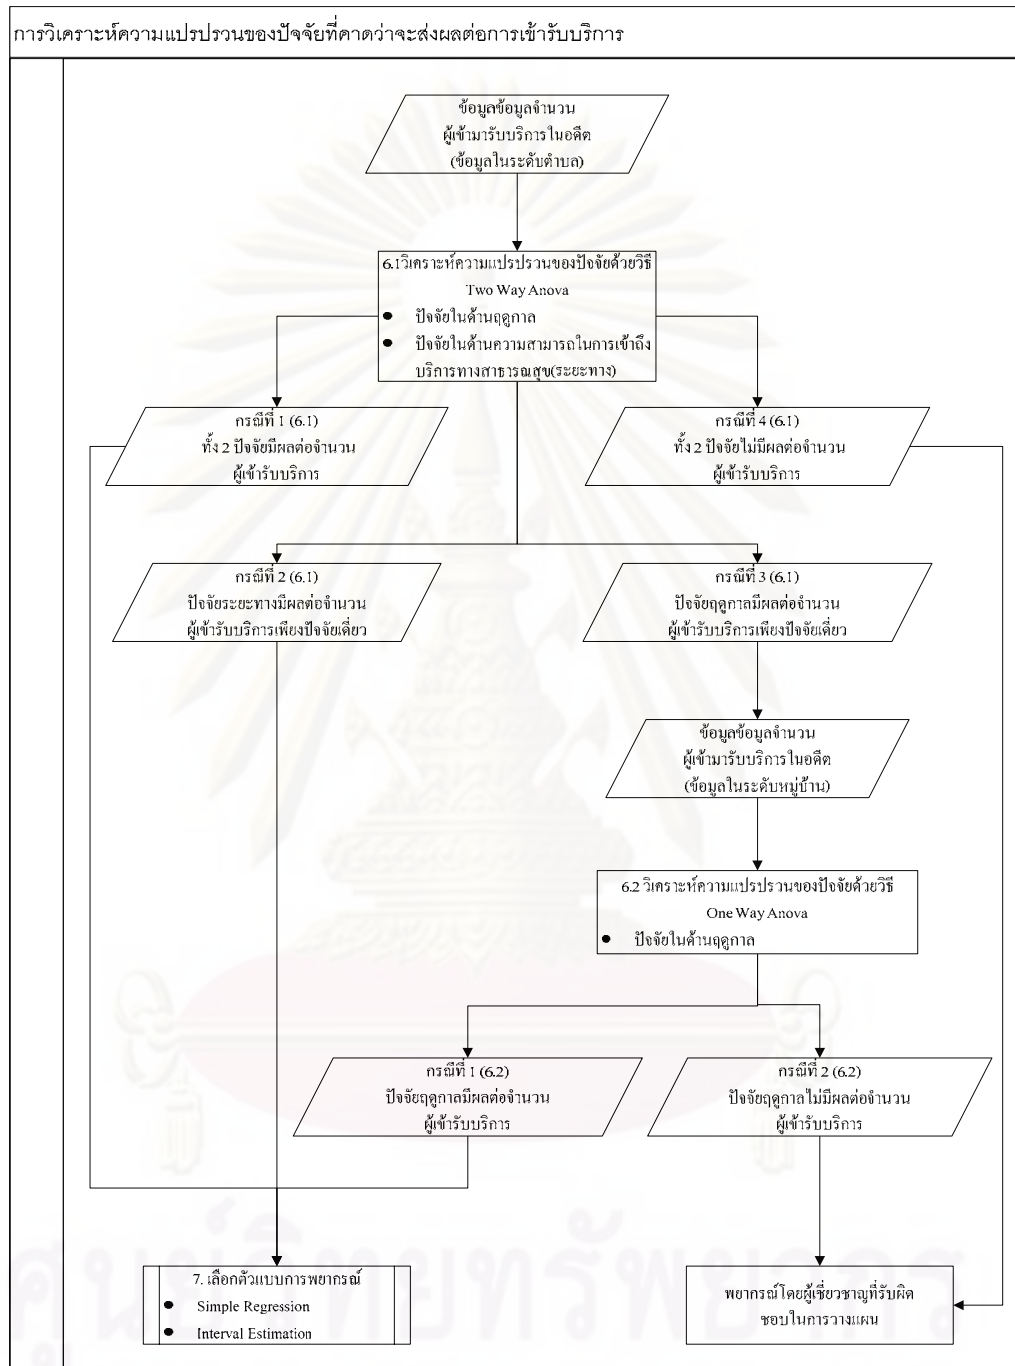 การวิเคราะห์ความแปรปรวนของปัจจัยที่คาดว่าจะส่งผลต่อการเข้ารับบริการ
ข้อมูลข้อมูลจำนวน
ผู้เข้ามารับบริการในอดีต
(ข้อมูลในระดับตำบล)
6.1วิเคราะห์ความแปรปรวนของปัจจัยด้วยวิธี
Two Way Anova
● ปัจจัยในด้านฤดูกาล
● ปัจจัยในด้านความสามารถในการเข้าถึง
บริการทางสาธารณสุข(ระยะทาง)
กรณีที่ 1 (6.1)
ทั้ง 2 ปัจจัยมีผลต่อจำนวน
ผู้เข้ารับบริการ
กรณีที่ 4 (6.1)
ทั้ง 2 ปัจจัยไม่มีผลต่อจำนวน
ผู้เข้ารับบริการ
กรณีที่ 2 (6.1)
ปัจจัยระยะทางมีผลต่อจำนวน
ผู้เข้ารับบริการเพียงปัจจัยเดี่ยว
กรณีที่ 3 (6.1)
ปัจจัยฤดูกาลมีผลต่อจำนวน
ผู้เข้ารับบริการเพียงปัจจัยเดี่ยว
ข้อมูลข้อมูลจำนวน
ผู้เข้ามารับบริการในอดีต
(ข้อมูลในระดับหมู่บ้าน)
6.2 วิเคราะห์ความแปรปรวนของปัจจัยด้วยวิธี
One Way Anova
● ปัจจัยในด้านฤดูกาล
กรณีที่ 1 (6.2)
ปัจจัยฤดูกาลมีผลต่อจำนวน
ผู้เข้ารับบริการ
กรณีที่ 2 (6.2)
ปัจจัยฤดูกาลไม่มีผลต่อจำนวน
ผู้เข้ารับบริการ
7. เลือกตัวแบบการพยากรณ์
● Simple Regression
● Interval Estimation
พยากรณ์โดยผู้เชี่ยวชาญที่รับผิด
ชอบในการวางแผน
ศูนย์วิทยทรัพยากร